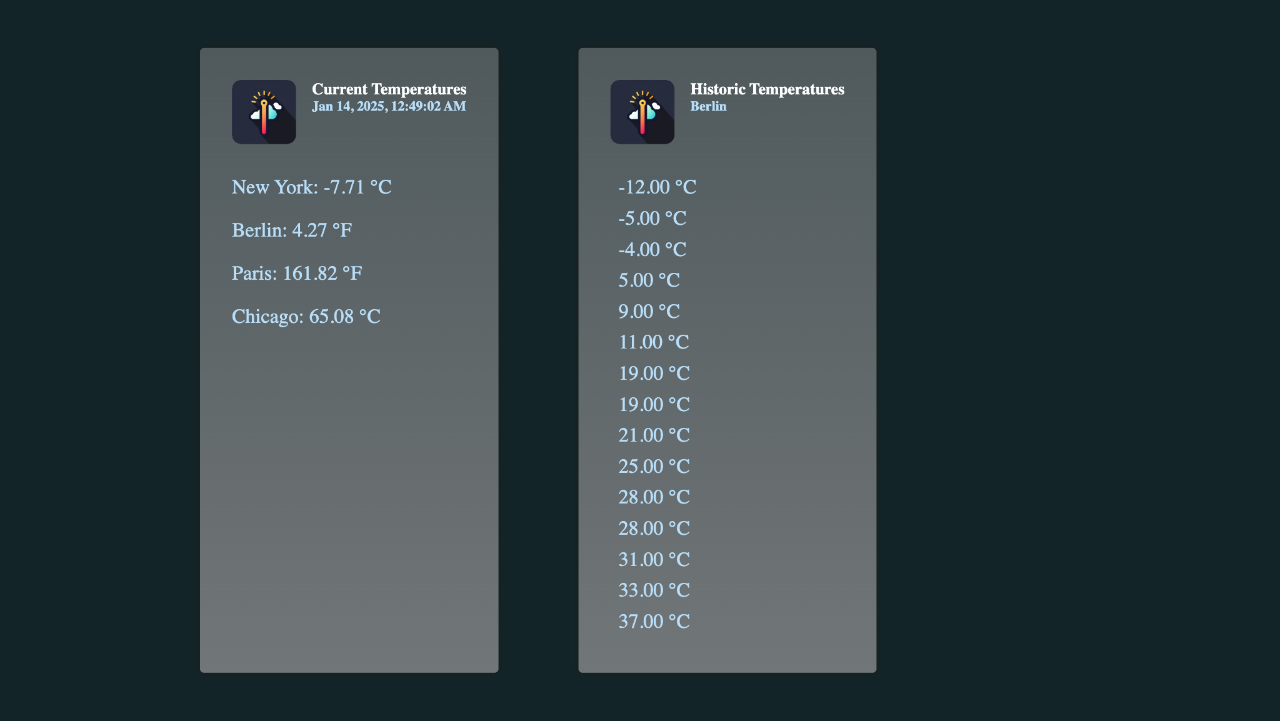 Current Temperatures
Jan 14, 2025, 12:49:02 AM
New York: -7.71 °C
Berlin: 4.27 °F
Paris: 161.82 °F
Chicago: 65.08 °C
Historic Temperatures
Berlin
-12.00 °C
-5.00 °C
-4.00 °C
5.00 °C
9.00 °C
11.00 °C
19.00 °C
19.00 °C
21.00 °C
25.00 °C
28.00 °C
28.00 °C
31.00 °C
33.00 °C
37.00 °C